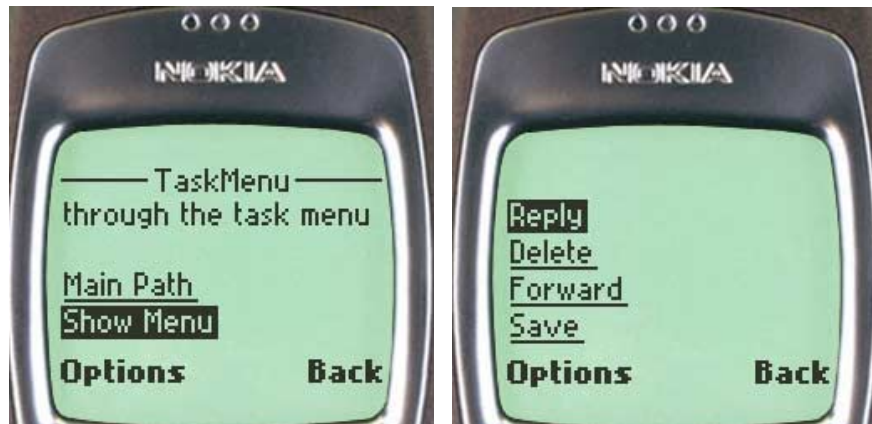 NOKIA
TaskMenu
through the task menu
Main Path
Show Menu
Options Back
NOKIA
Reply
Delete
Forward
Save
Options Back